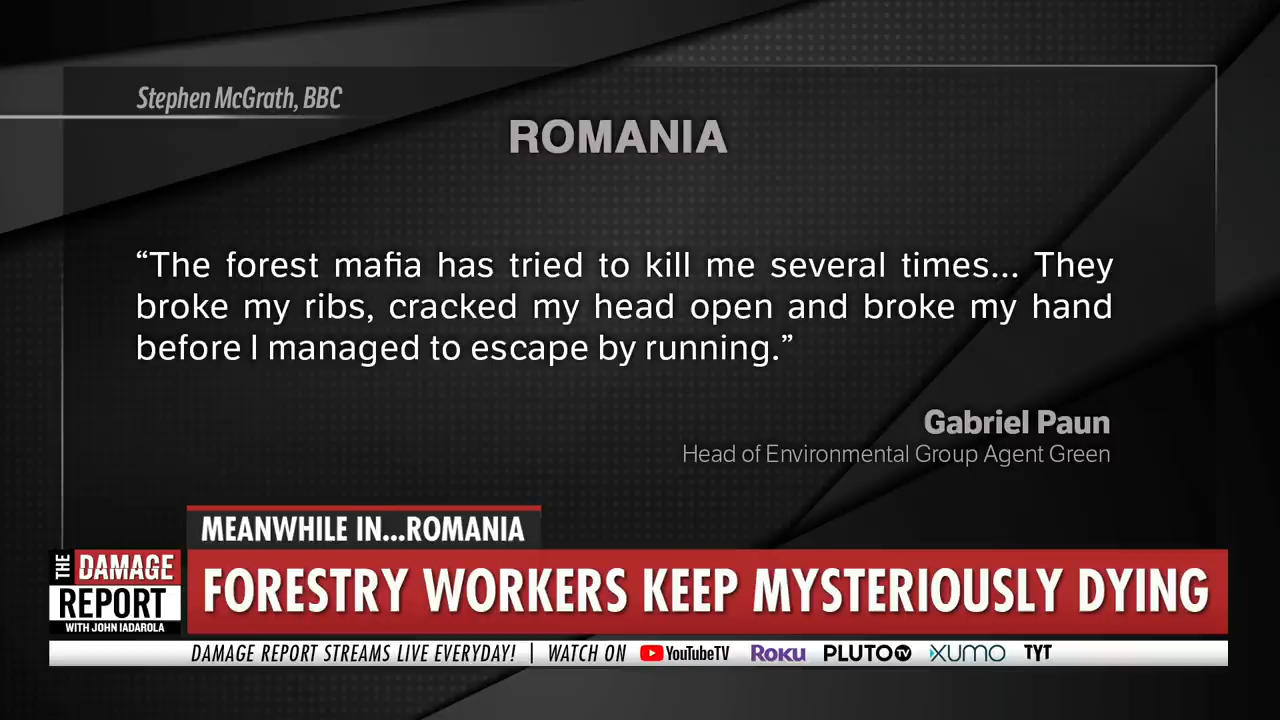 Stephen McGrath, BBC
ROMANIA
“The forest mafia has tried to kill me several times... They
broke my ribs, cracked my head open and broke my hand
before I managed to escape by running.”
Gabriel Paun
Head of Environmental Group Agent Green
MEANWHILE IN...ROMANIA
THE DAMAGE
REPORT
WITH JOHN IADAROLA
FORESTRY WORKERS KEEP MYSTERIOUSLY DYING
DAMAGE REPORT STREAMS LIVE EVERYDAY! | WATCH ON YouTubeTV ROKU PLUTO TV XUMO TYT